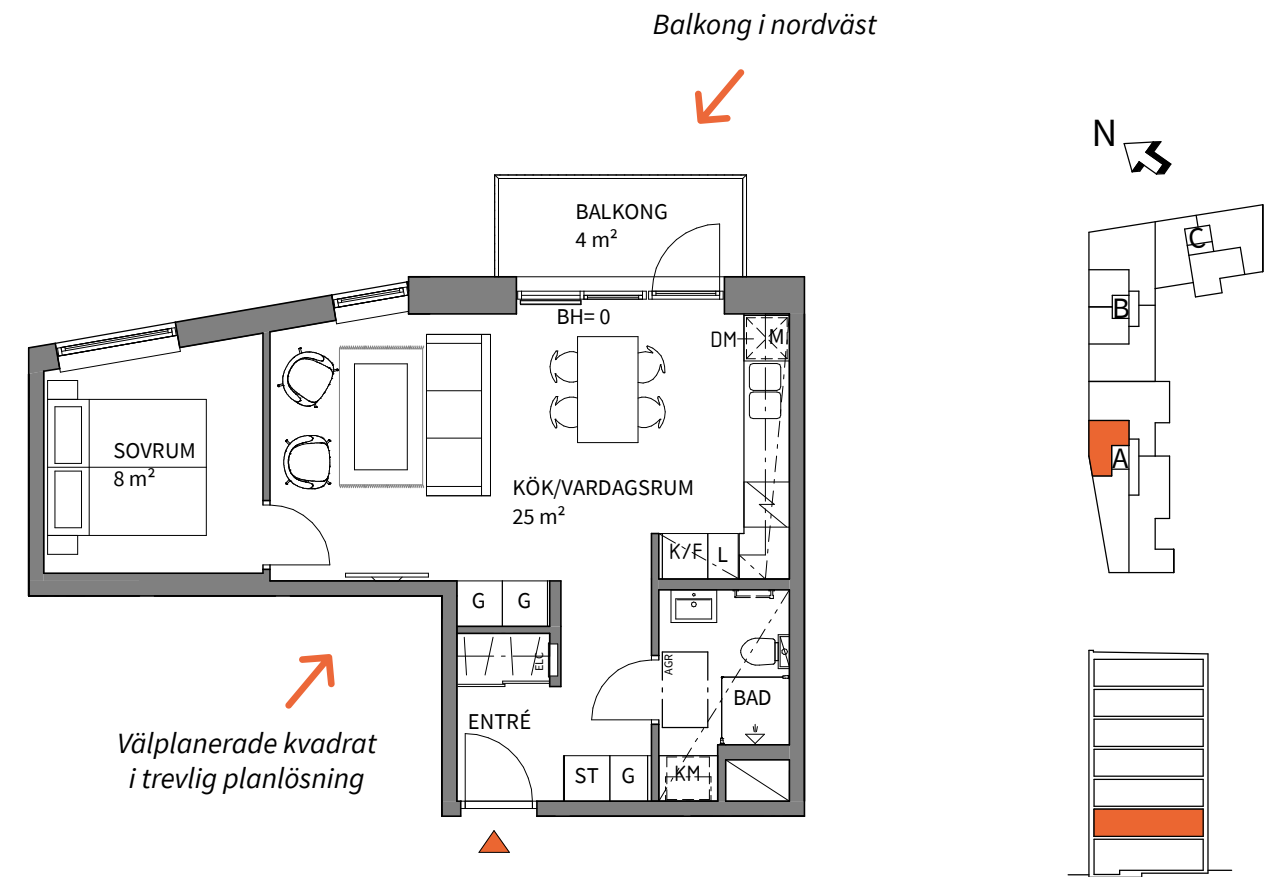 Balkong i nordväst
N
BALKONG
4 m²
C
B
BH= 0
DM
M
SOVRUM
8 m²
A
KÖK/VARDAGSRUM
25 m²
K/F
L
G
G
ELC
AGR
BAD
ENTRÉ
Välplanerade kvadrat
i trevlig planlösning
ST
G
KM